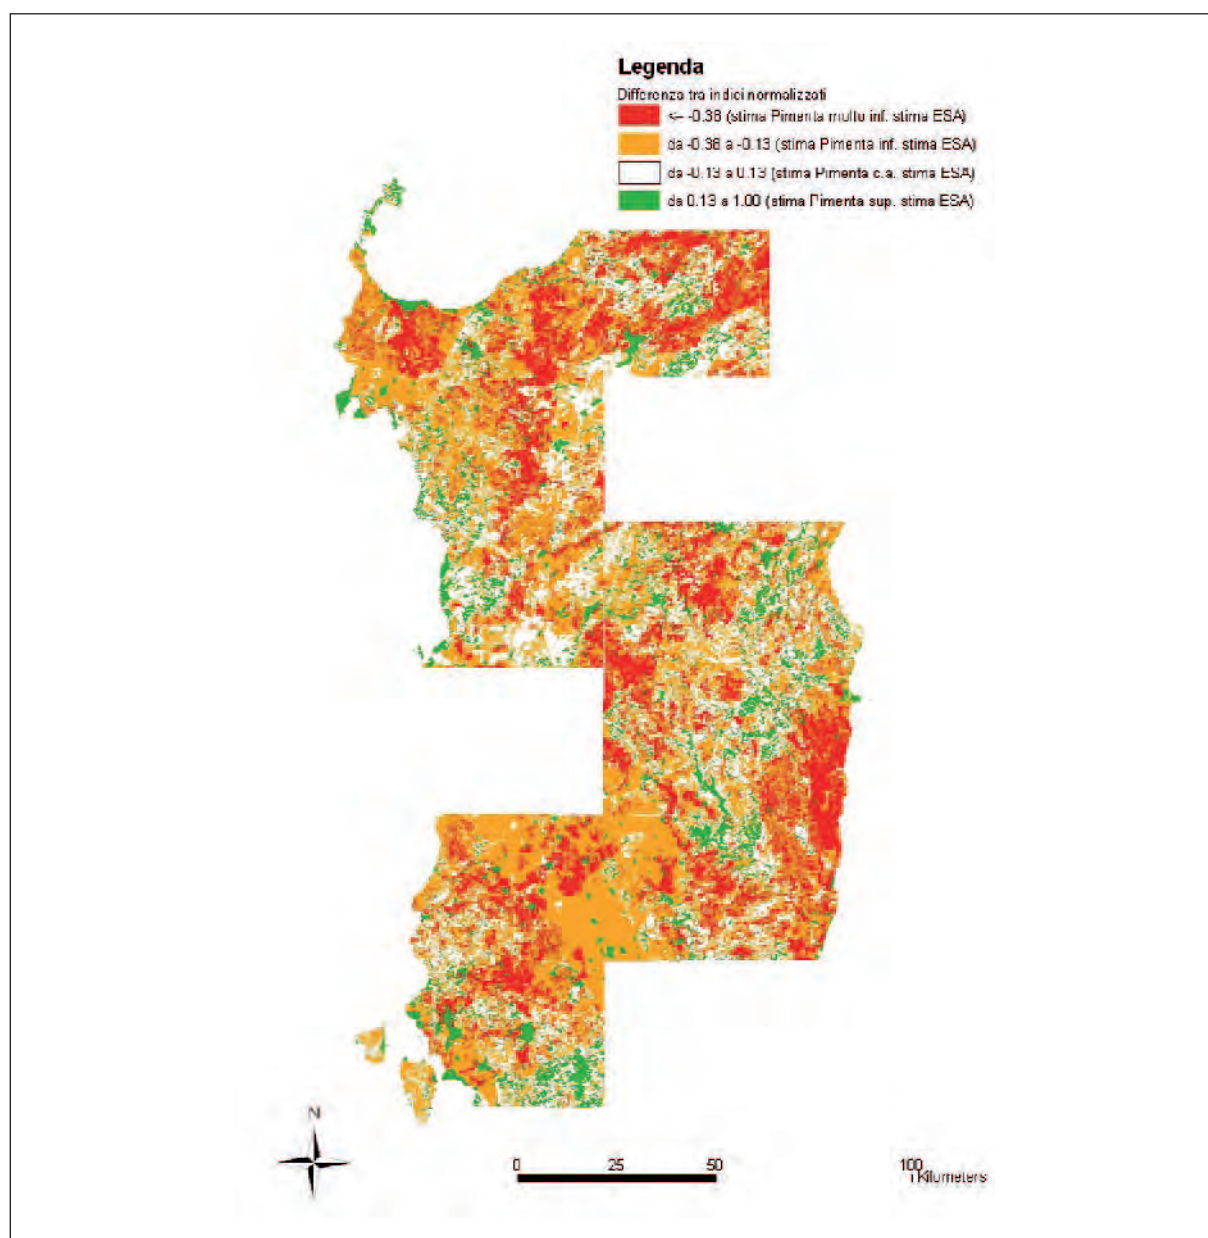 Legenda
Differenza tra indici normalizzati
<= -0.38 (stima Pimenta molto inf. stima ESA)
da -0.38 a -0.13 (stima Pimenta inf. stima ESA)
da -0.13 a 0.13 (stima Pimenta c.a. stima ESA)
da 0.13 a 1.00 (stima Pimenta sup. stima ESA)
N
0 25 50 100
Kilometers